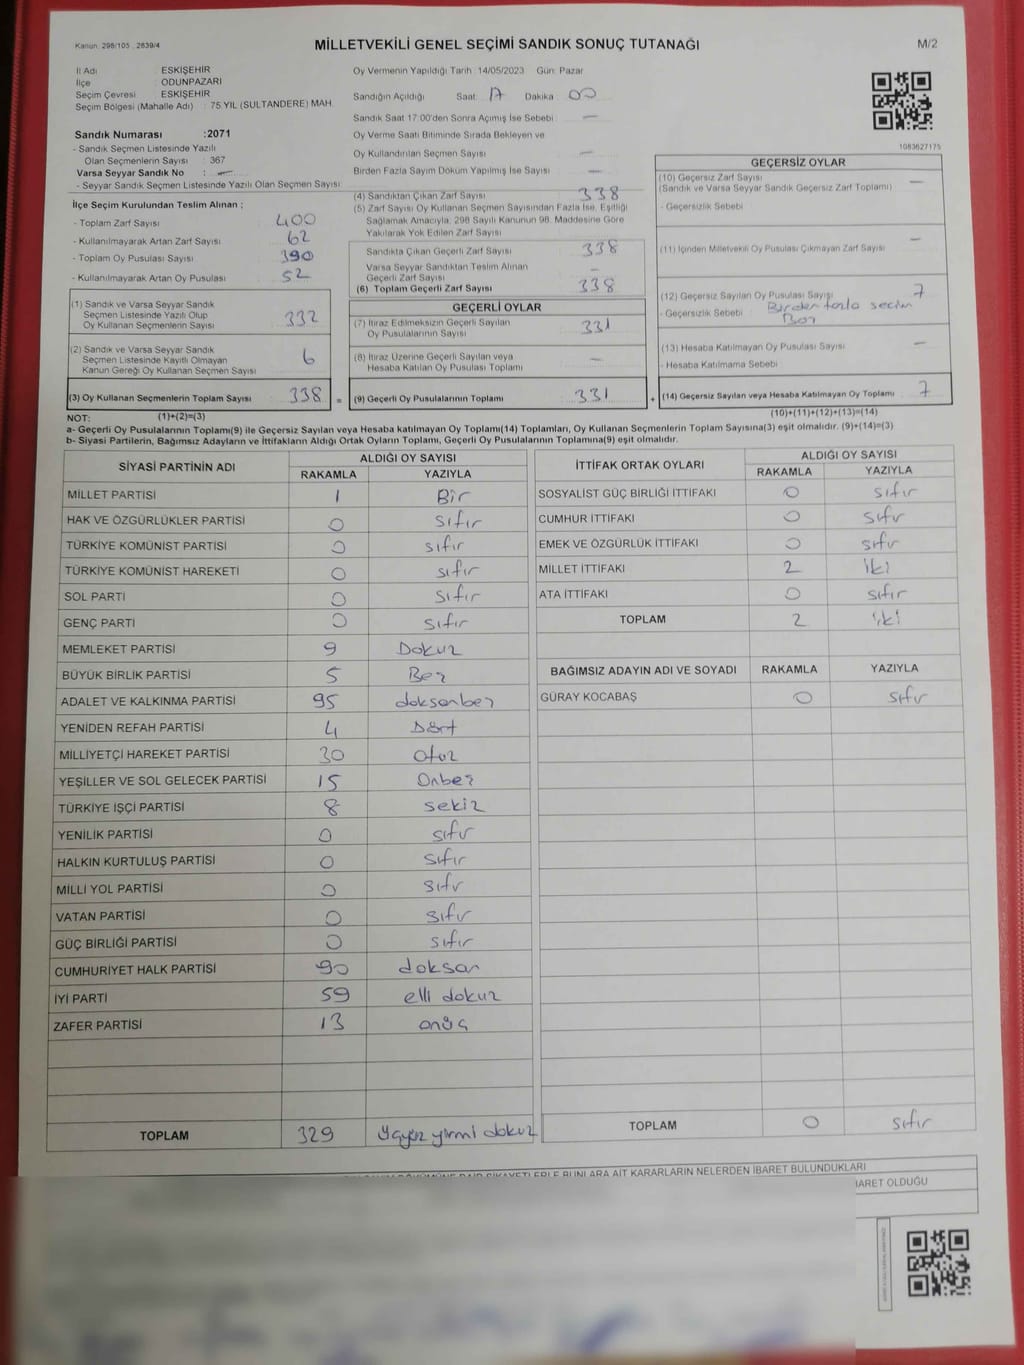 Kanun: 298/105 , 2839/4
MİLLETVEKİLİ GENEL SEÇİMİ SANDIK SONUÇ TUTANAĞI
M/2
İl Adı : ESKİŞEHİR
İlçe : ODUNPAZARI
Seçim Çevresi : ESKİŞEHİR
Seçim Bölgesi (Mahalle Adı) : 75 YIL (SULTANDERE) MAH.
Sandık Numarası :2071
- Sandık Seçmen Listesinde Yazılı
Olan Seçmenlerin Sayısı : 367
Varsa Seyyar Sandık No : —
- Seyyar Sandık Seçmen Listesinde Yazılı Olan Seçmen Sayısı
İlçe Seçim Kurulundan Teslim Alınan ;
- Toplam Zarf Sayısı 400
- Kullanılmayarak Artan Zarf Sayısı 62
- Toplam Oy Pusulası Sayısı 390
- Kullanılmayarak Artan Oy Pusulası 52
(1) Sandık ve Varsa Seyyar Sandık
Seçmen Listesinde Yazılı Olup
Oy Kullanan Seçmenlerin Sayısı 332
(2) Sandık ve Varsa Seyyar Sandık
Seçmen Listesinde Kayıtlı Olmayan
Kanun Gereği Oy Kullanan Seçmen Sayısı 6
(3) Oy Kullanan Seçmenlerin Toplam Sayısı 338 =
Oy Vermenin Yapıldığı Tarih :14/05/2023 Gün: Pazar
Sandığın Açıldığı Saat: 17 Dakika 00
Sandık Saat 17:00'den Sonra Açımış İse Sebebi —
Oy Verme Saati Bitiminde Sırada Bekleyen ve
Oy Kullandırılan Seçmen Sayısı —
Birden Fazla Sayım Döküm Yapılmış İse Sayısı —
(4) Sandıktan Çıkan Zarf Sayısı 338
(5) Zarf Sayısı Oy Kullanan Seçmen Sayısından Fazla İse, Eşitliği
Sağlamak Amacıyla, 298 Sayılı Kanunun 98. Maddesine Göre
Yakılarak Yok Edilen Zarf Sayısı
Sandıkta Çıkan Geçerli Zarf Sayısı 338
Varsa Seyyar Sandıktan Teslim Alınan
Geçerli Zarf Sayısı —
(6) Toplam Geçerli Zarf Sayısı 338
GEÇERLİ OYLAR
(7) İtiraz Edilmeksizin Geçerli Sayılan
Oy Pusulalarının Sayısı 331
(8) İtiraz Üzerine Geçerli Sayılan veya
Hesaba Katılan Oy Pusulası Toplamı —
(9) Geçerli Oy Pusulalarının Toplamı 331 +
1083627175
GEÇERSİZ OYLAR
(10) Geçersiz Zarf Sayısı
(Sandık ve Varsa Seyyar Sandık Geçersiz Zarf Toplamı) —
- Geçersizlik Sebebi
(11) İçinden Milletvekili Oy Pusulası Çıkmayan Zarf Sayısı —
(12) Geçersiz Sayılan Oy Pusulası Sayısı 7
- Geçersizlik Sebebi Birden fazla seçim
(13) Hesaba Katılmayan Oy Pusulası Sayısı —
- Hesaba Katılmama Sebebi
(14) Geçersiz Sayılan veya Hesaba Katılmayan Oy Toplamı 7
NOT: (1)+(2)=(3)
(10)+(11)+(12)+(13)=(14)
a- Geçerli Oy Pusulalarının Toplamı(9) ile Geçersiz Sayılan veya Hesaba katılmayan Oy Toplamı(14) Toplamları, Oy Kullanan Seçmenlerin Toplam Sayısına(3) eşit olmalıdır. (9)+(14)=(3)
b- Siyasi Partilerin, Bağımsız Adayların ve İttifakların Aldığı Ortak Oyların Toplamı, Geçerli Oy Pusulalarının Toplamına(9) eşit olmalıdır.
SİYASİ PARTİNİN ADI ALDIĞI OY SAYISI
RAKAMLA YAZIYLA
MİLLET PARTİSİ 1 Bir
HAK VE ÖZGÜRLÜKLER PARTİSİ 0 sıfır
TÜRKİYE KOMÜNİST PARTİSİ 0 sıfır
TÜRKİYE KOMÜNİST HAREKETİ 0 sıfır
SOL PARTİ 0 sıfır
GENÇ PARTİ 0 sıfır
MEMLEKET PARTİSİ 9 Dokuz
BÜYÜK BİRLİK PARTİSİ 5 Beş
ADALET VE KALKINMA PARTİSİ 95 doksanbeş
YENİDEN REFAH PARTİSİ 4 Dört
MİLLİYETÇİ HAREKET PARTİSİ 30 Otuz
YEŞİLLER VE SOL GELECEK PARTİSİ 15 Onbeş
TÜRKİYE İŞÇİ PARTİSİ 8 sekiz
YENİLİK PARTİSİ 0 sıfır
HALKIN KURTULUŞ PARTİSİ 0 sıfır
MİLLİ YOL PARTİSİ 0 sıfır
VATAN PARTİSİ 0 sıfır
GÜÇ BİRLİĞİ PARTİSİ 0 sıfır
CUMHURİYET HALK PARTİSİ 90 doksan
İYİ PARTİ 59 elli dokuz
ZAFER PARTİSİ 13 onüç
TOPLAM 329 Üçyüz yirmi dokuz
İTTİFAK ORTAK OYLARI ALDIĞI OY SAYISI
RAKAMLA YAZIYLA
SOSYALİST GÜÇ BİRLİĞİ İTTİFAKI 0 sıfır
CUMHUR İTTİFAKI 0 sıfır
EMEK VE ÖZGÜRLÜK İTTİFAKI 0 sıfır
MİLLET İTTİFAKI 2 iki
ATA İTTİFAKI 0 sıfır
TOPLAM 2 iki
BAĞIMSIZ ADAYIN ADI VE SOYADI RAKAMLA YAZIYLA
GÜRAY KOCABAŞ 0 sıfır
TOPLAM 0 sıfır
ŞİKAYETLERLE BUNLARA AİT KARARLARIN NELERDEN İBARET BULUNDUKLARI
İBARET OLDUĞU